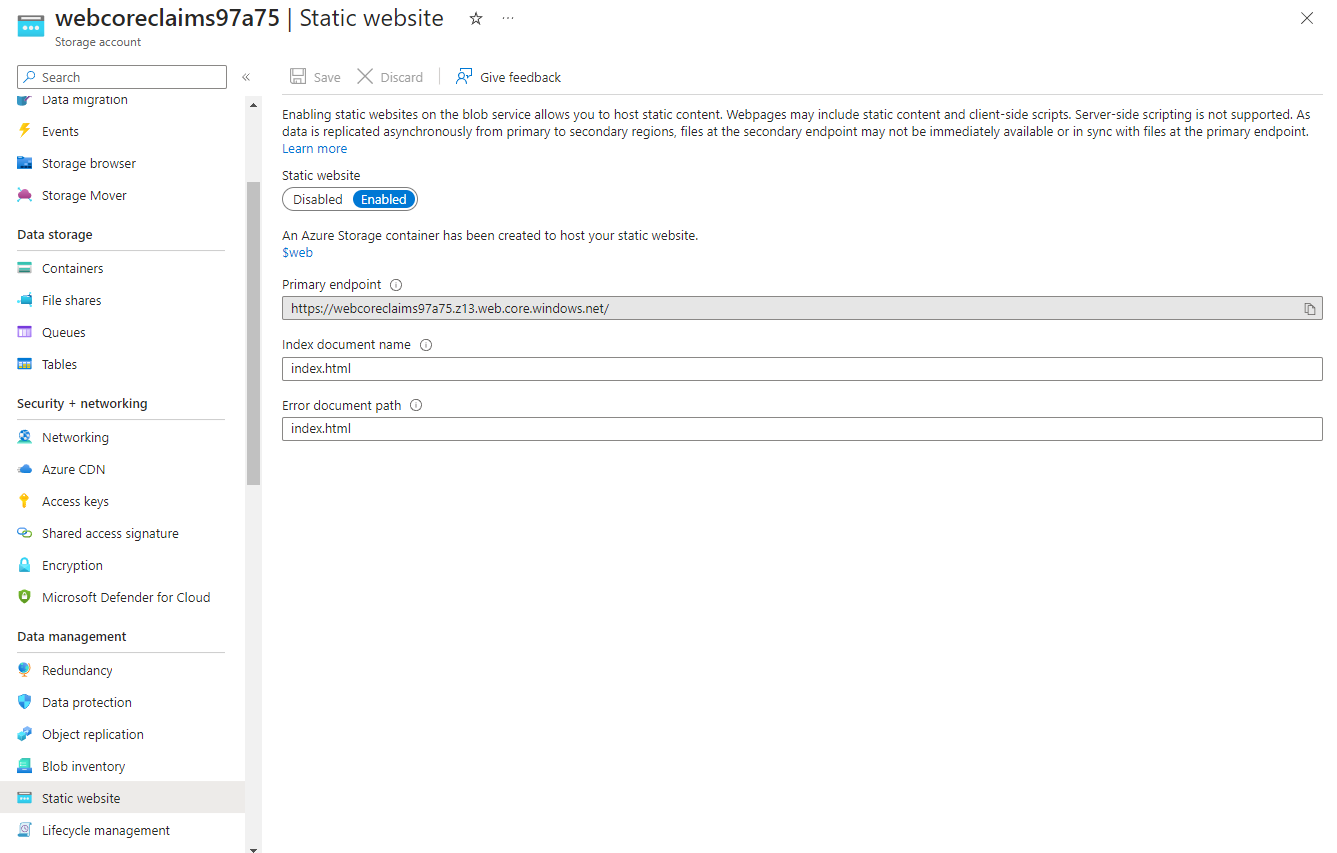 webcoreclaims97a75 | Static website
Storage account
Search
Save
Discard
Give feedback
Data migration
Events
Storage browser
Storage Mover
Data storage
Containers
File shares
Queues
Tables
Security + networking
Networking
Azure CDN
Access keys
Shared access signature
Encryption
Microsoft Defender for Cloud
Data management
Redundancy
Data protection
Object replication
Blob inventory
Static website
Lifecycle management
Enabling static websites on the blob service allows you to host static content. Webpages may include static content and client-side scripts. Server-side scripting is not supported. As
data is replicated asynchronously from primary to secondary regions, files at the secondary endpoint may not be immediately available or in sync with files at the primary endpoint.
Learn more
Static website
Disabled Enabled
An Azure Storage container has been created to host your static website.
$web
Primary endpoint
https://webcoreclaims97a75.z13.web.core.windows.net/
Index document name
index.html
Error document path
index.html